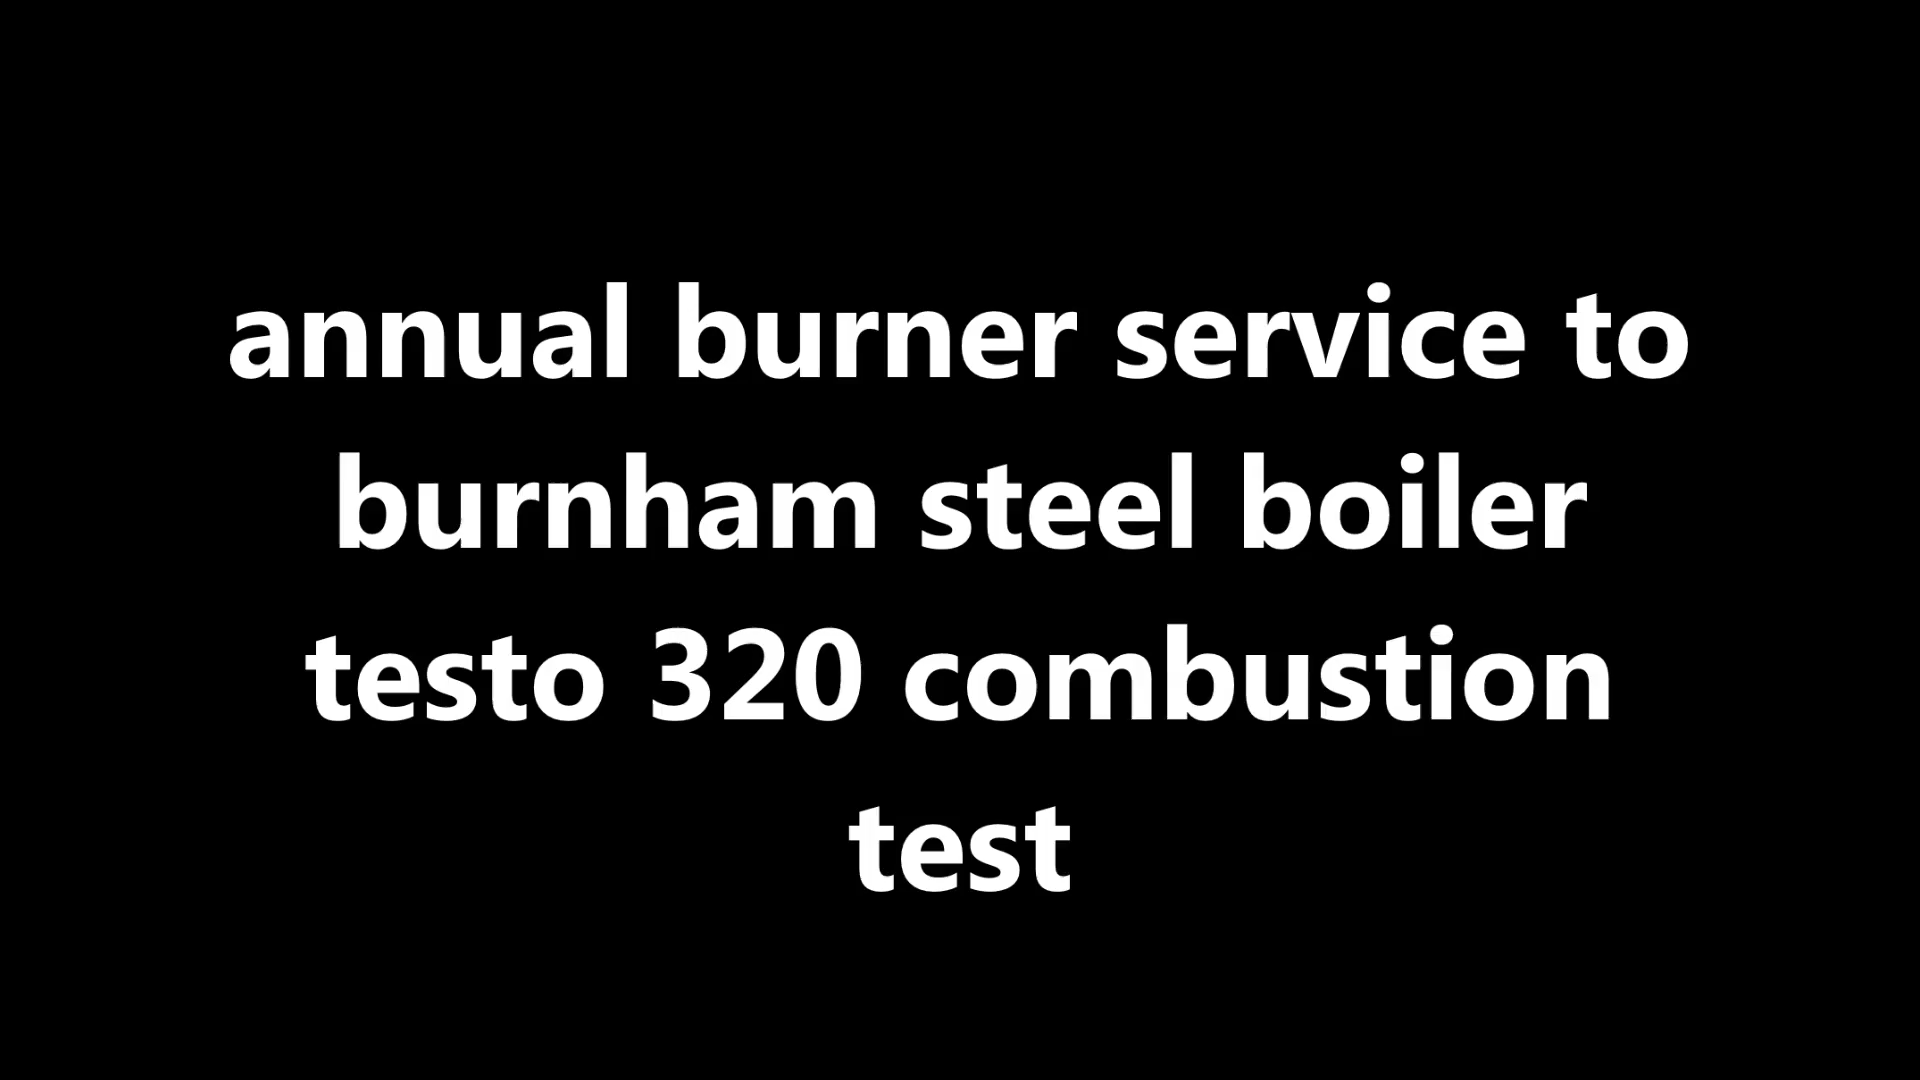 annual burner service to
burnham steel boiler
testo 320 combustion
test